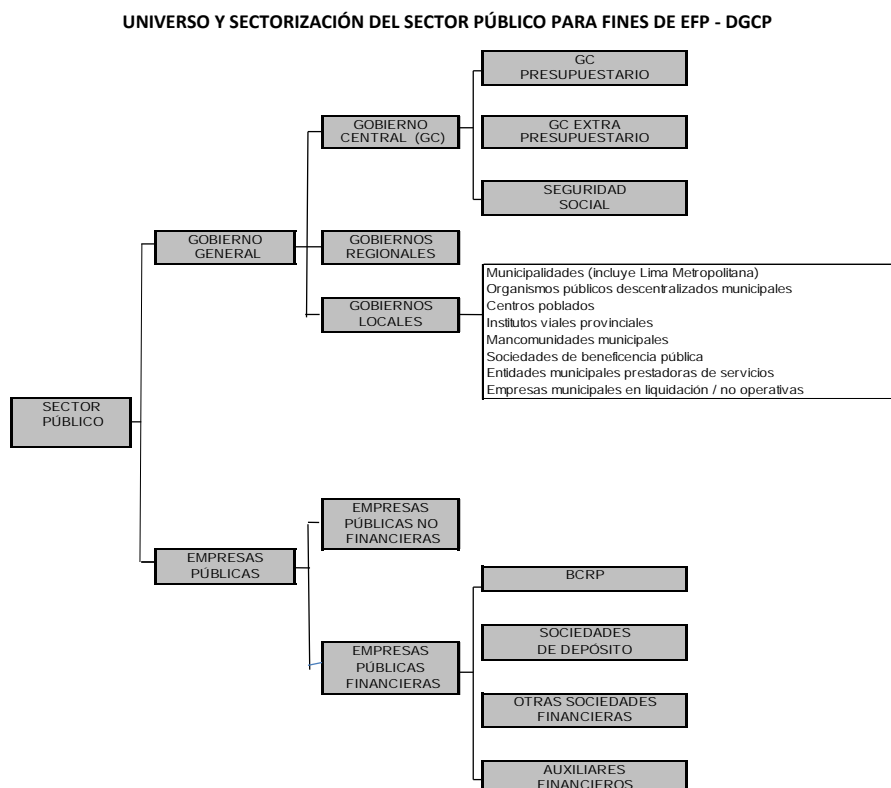 UNIVERSO Y SECTORIZACIÓN DEL SECTOR PÚBLICO PARA FINES DE EFP - DGCP
GC
PRESUPUESTARIO
GOBIERNO
CENTRAL (GC)
GC EXTRA
PRESUPUESTARIO
SEGURIDAD
SOCIAL
GOBIERNO
GENERAL
GOBIERNOS
REGIONALES
GOBIERNOS
LOCALES
Municipalidades (incluye Lima Metropolitana)
Organismos públicos descentralizados municipales
Centros poblados
Institutos viales provinciales
Mancomunidades municipales
Sociedades de beneficencia pública
Entidades municipales prestadoras de servicios
Empresas municipales en liquidación / no operativas
SECTOR
PÚBLICO
EMPRESAS
PÚBLICAS NO
FINANCIERAS
EMPRESAS
PÚBLICAS
BCRP
SOCIEDADES
DE DEPÓSITO
EMPRESAS
PÚBLICAS
FINANCIERAS
OTRAS SOCIEDADES
FINANCIERAS
AUXILIARES
FINANCIEROS